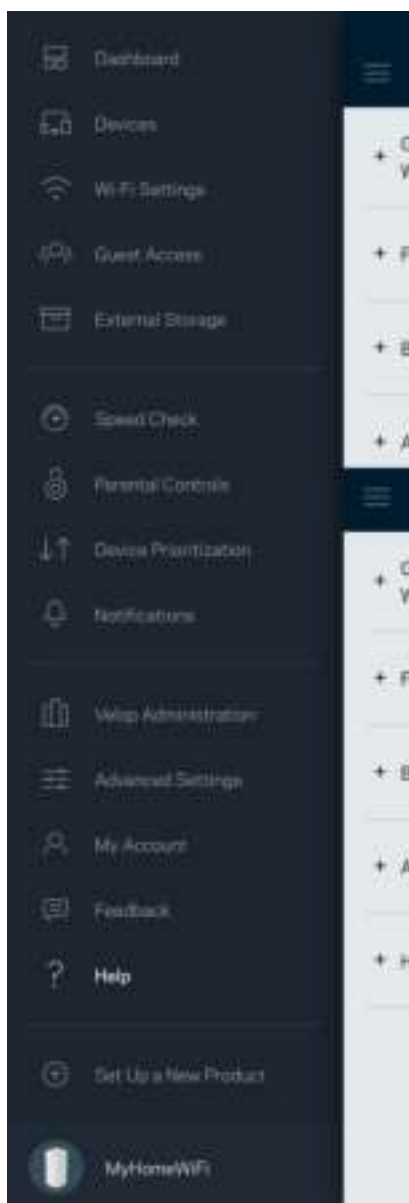 Dashboard
Devices
Wi-Fi Settings
Guest Access
External Storage
Speed Check
Parental Controls
Device Prioritization
Notifications
Velop Administration
Advanced Settings
My Account
Feedback
? Help
Set Up a New Product
MyHomeWiFi